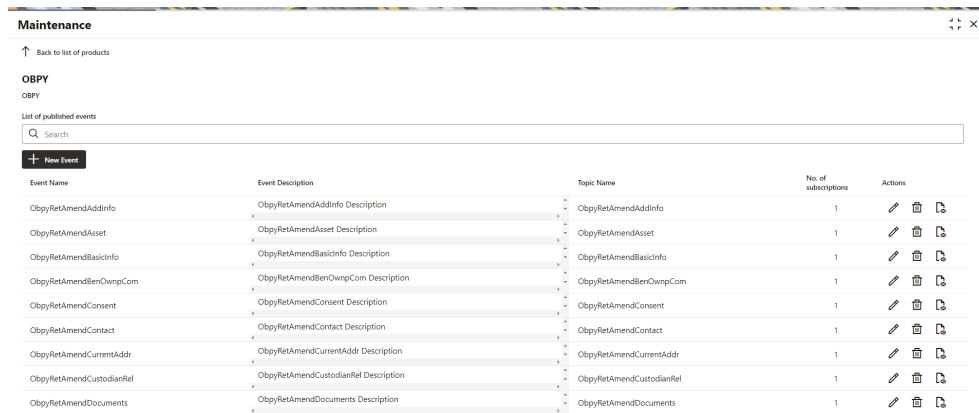 Maintenance
Back to list of products
OBPY
OBPY
List of published events
Search
New Event
Event Name Event Description Topic Name No. of subscriptions Actions
ObpyRetAmendAddInfo ObpyRetAmendAddInfo Description ObpyRetAmendAddInfo 1
ObpyRetAmendAsset ObpyRetAmendAsset Description ObpyRetAmendAsset 1
ObpyRetAmendBasicInfo ObpyRetAmendBasicInfo Description ObpyRetAmendBasicInfo 1
ObpyRetAmendBenOwnpCom ObpyRetAmendBenOwnpCom Description ObpyRetAmendBenOwnpCom 1
ObpyRetAmendConsent ObpyRetAmendConsent Description ObpyRetAmendConsent 1
ObpyRetAmendContact ObpyRetAmendContact Description ObpyRetAmendContact 1
ObpyRetAmendCurrentAddr ObpyRetAmendCurrentAddr Description ObpyRetAmendCurrentAddr 1
ObpyRetAmendCustodianRel ObpyRetAmendCustodianRel Description ObpyRetAmendCustodianRel 1
ObpyRetAmendDocuments ObpyRetAmendDocuments Description ObpyRetAmendDocuments 1